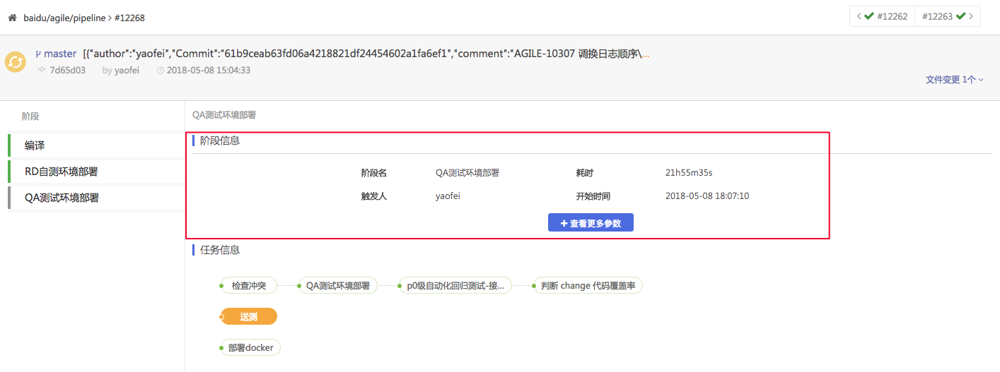 baidu/agile/pipeline > #12268
#12262
#12263
master [{"author":"yaofei","Commit":"61b9ceab63fd06a4218821df24454602a1fa6ef1","comment":"AGILE-10307 调换日志顺序\...
7d65d03 by yaofei 2018-05-08 15:04:33
文件变更 1个
阶段
编译
RD自测环境部署
QA测试环境部署
QA测试环境部署
阶段信息
阶段名 QA测试环境部署 耗时 21h55m35s
触发人 yaofei 开始时间 2018-05-08 18:07:10
+ 查看更多参数
任务信息
检查冲突 QA测试环境部署 p0级自动化回归测试-接... 判断 change 代码覆盖率
送测
部署docker